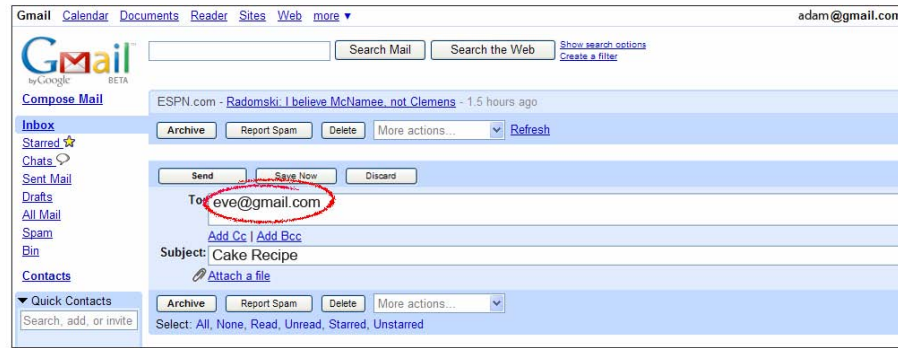 Gmail Calendar Documents Reader Sites Web more ▼ adam@gmail.com
Gmail by Google BETA
Search Mail Search the Web Show search options
Create a filter
Compose Mail
ESPN.com - Radomski: I believe McNamee, not Clemens - 1.5 hours ago
Inbox
Archive Report Spam Delete More actions... Refresh
Starred
Chats
Sent Mail
Send Save Now Discard
Drafts
To: eve@gmail.com
All Mail
Spam
Add Cc | Add Bcc
Bin
Subject: Cake Recipe
Contacts
Attach a file
Quick Contacts
Archive Report Spam Delete More actions...
Search, add, or invite
Select: All, None, Read, Unread, Starred, Unstarred